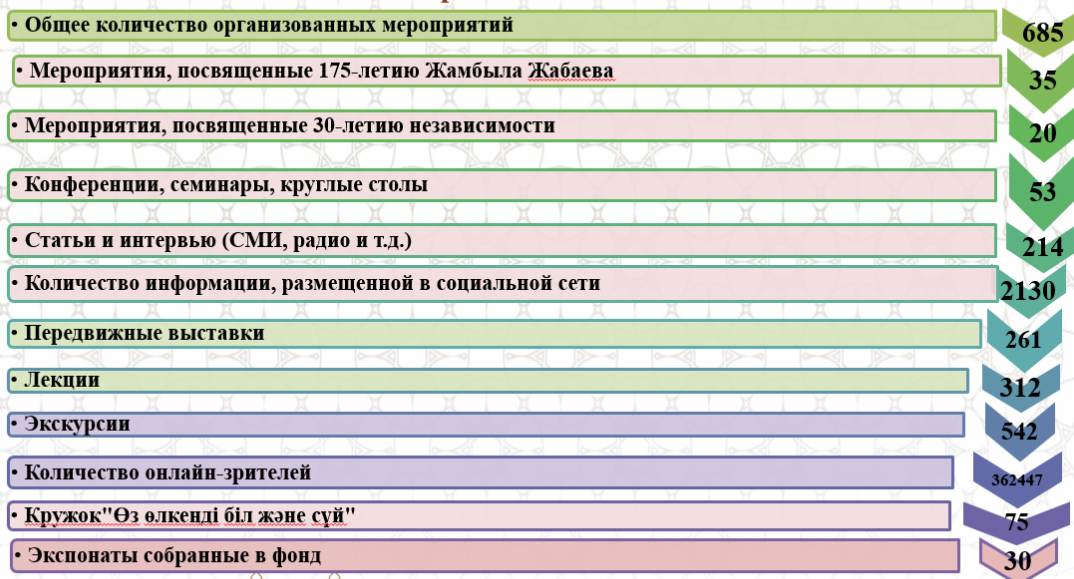 • Общее количество организованных мероприятий 685
• Мероприятия, посвященные 175-летию Жамбыла Жабаева 35
• Мероприятия, посвященные 30-летию независимости 20
• Конференции, семинары, круглые столы 53
• Статьи и интервью (СМИ, радио и т.д.) 214
• Количество информации, размещенной в социальной сети 2130
• Передвижные выставки 261
• Лекции 312
• Экскурсии 542
• Количество онлайн-зрителей 362447
• Кружок"Өз өлкеңді біл және сүй" 75
• Экспонаты собранные в фонд 30